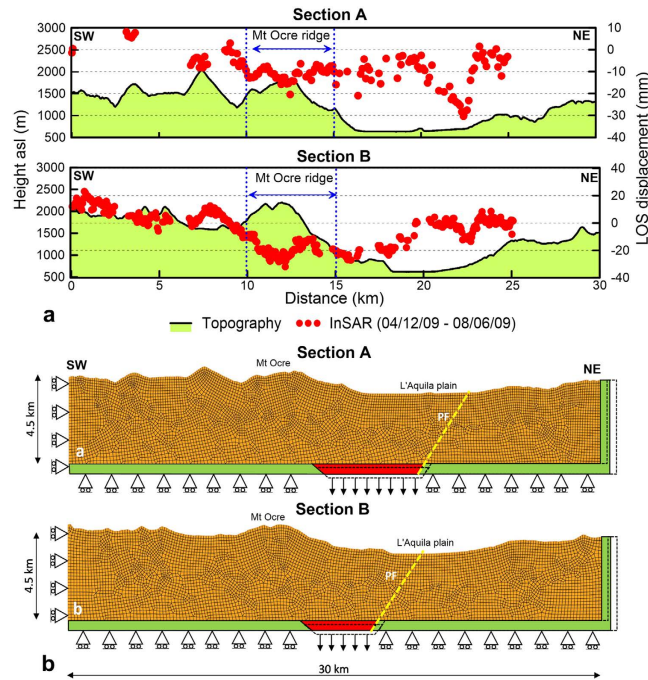 Section A
3000
2500
2000
1500
1000
500
SW
Mt Ocre ridge
NE
10
0
-10
-20
-30
-40
Section B
3000
2500
2000
1500
1000
500
SW
Mt Ocre ridge
NE
40
20
0
-20
-40
Height asl (m)
LOS displacement (mm)
0 5 10 15 20 25 30
Distance (km)
a
Topography InSAR (04/12/09 - 08/06/09)
Section A
SW
Mt Ocre
NE
L'Aquila plain
PF
4.5 km
a
Section B
Mt Ocre
L'Aquila plain
PF
4.5 km
b
b
30 km